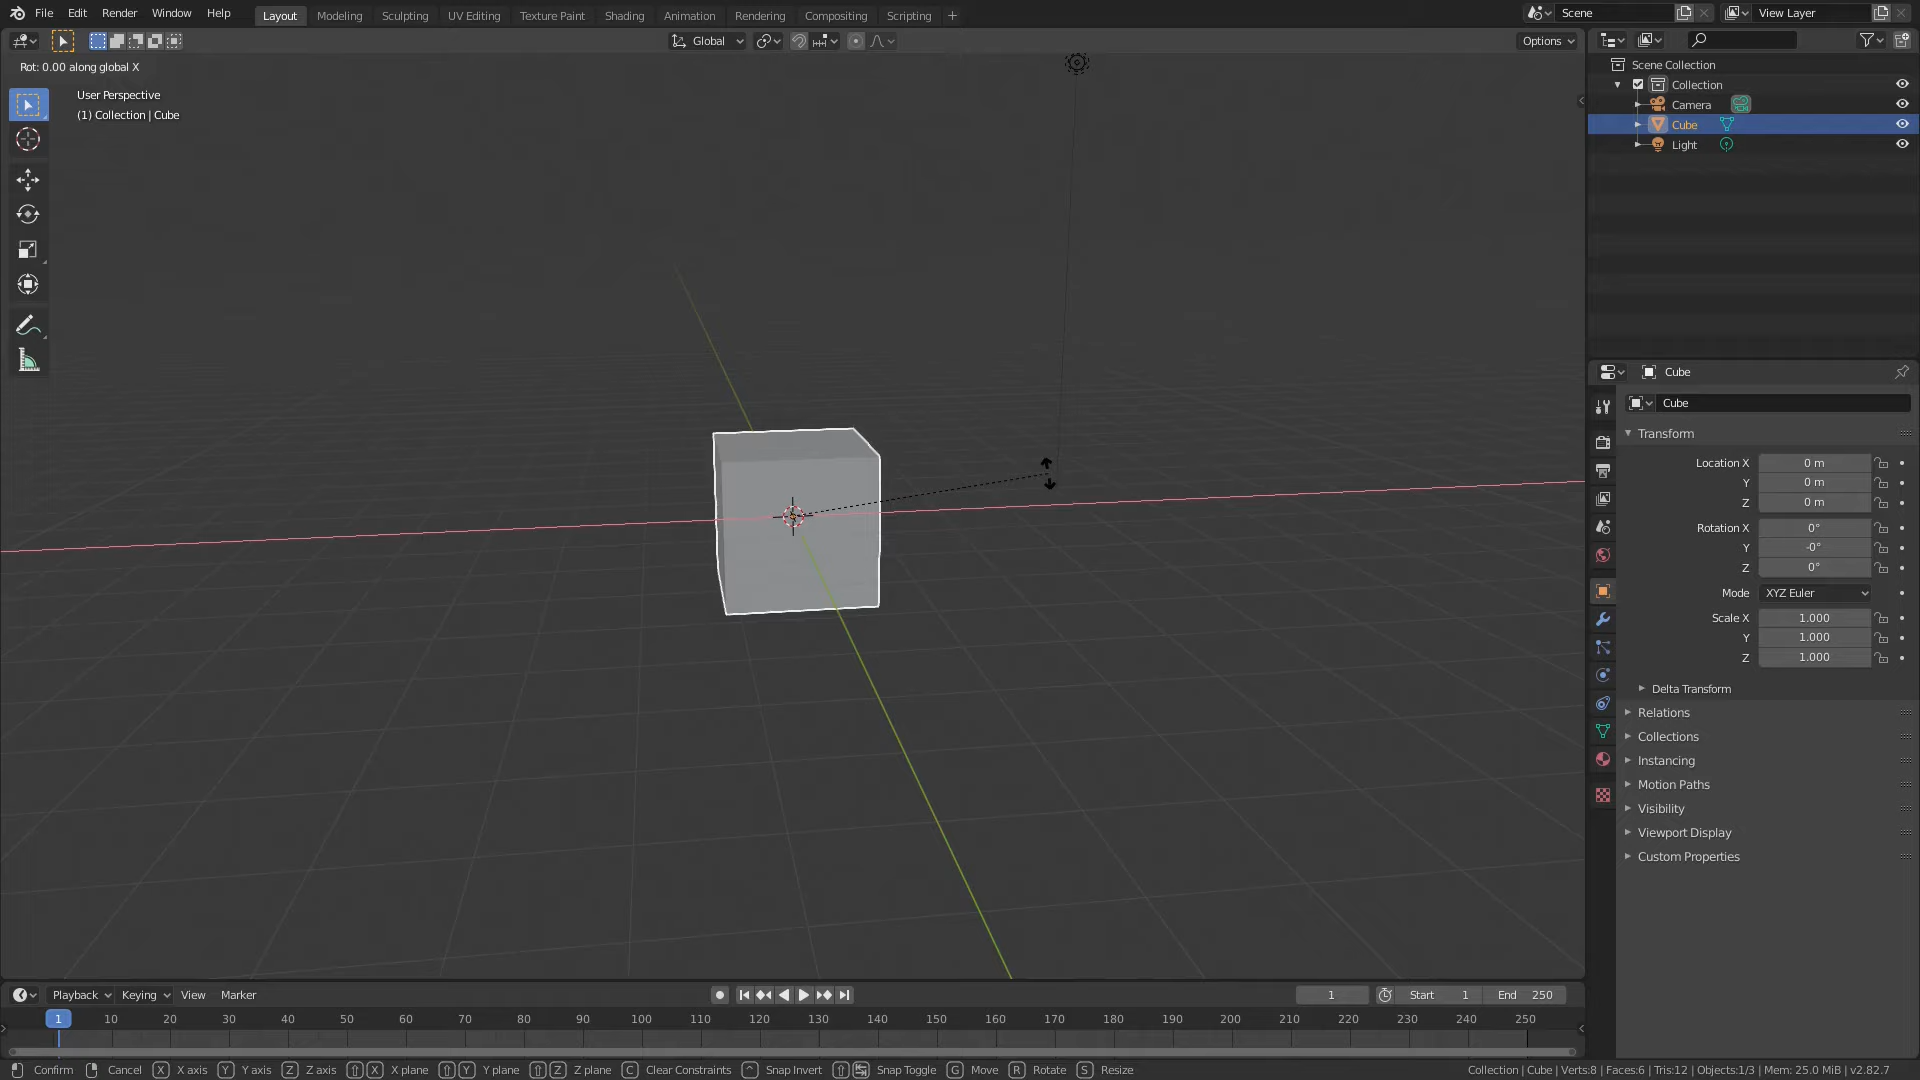 File Edit Render Window Help Layout Modeling Sculpting UV Editing Texture Paint Shading Animation Rendering Compositing Scripting + Scene View Layer
Global Options
Rot: 0.00 along global X
User Perspective
(1) Collection | Cube
Scene Collection
Collection
Camera
Cube
Light
Cube
Cube
Transform
Location X 0 m
Y 0 m
Z 0 m
Rotation X 0°
Y -0°
Z 0°
Mode XYZ Euler
Scale X 1.000
Y 1.000
Z 1.000
Delta Transform
Relations
Collections
Instancing
Motion Paths
Visibility
Viewport Display
Custom Properties
Playback Keying View Marker 1 Start 1 End 250
1 10 20 30 40 50 60 70 80 90 100 110 120 130 140 150 160 170 180 190 200 210 220 230 240 250
Confirm Cancel X X axis Y Y axis Z Z axis X X plane Y Y plane Z Z plane C Clear Constraints ^ Snap Invert Snap Toggle G Move R Rotate S Resize Collection | Cube | Verts:8 | Faces:6 | Tris:12 | Objects:1/3 | Mem: 25.0 MiB | v2.82.7